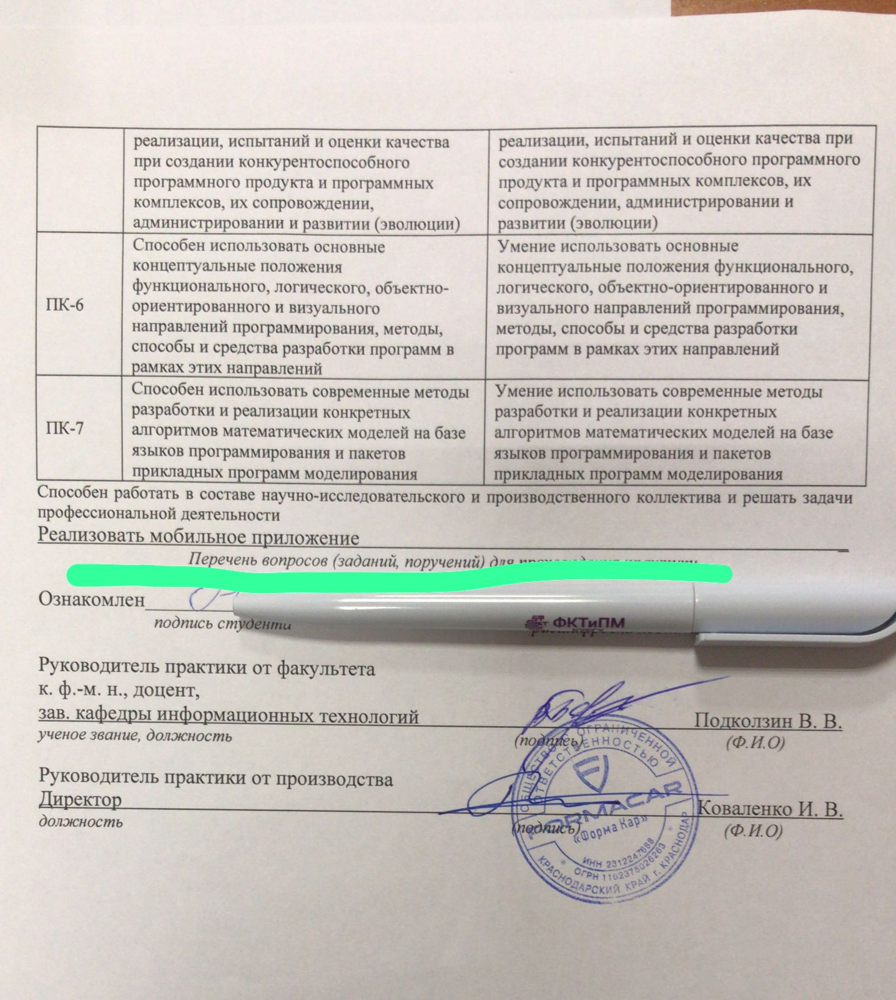 реализации, испытаний и оценки качества
при создании конкурентоспособного
программного продукта и программных
комплексов, их сопровождении,
администрировании и развитии (эволюции)
реализации, испытаний и оценки качества при
создании конкурентоспособного программного
продукта и программных комплексов, их
сопровождении, администрировании и
развитии (эволюции)
ПК-6
Способен использовать основные
концептуальные положения
функционального, логического, объектно-
ориентированного и визуального
направлений программирования, методы,
способы и средства разработки программ в
рамках этих направлений
Умение использовать основные
концептуальные положения функционального,
логического, объектно-ориентированного и
визуального направлений программирования,
методы, способы и средства разработки
программ в рамках этих направлений
ПК-7
Способен использовать современные методы
разработки и реализации конкретных
алгоритмов математических моделей на базе
языков программирования и пакетов
прикладных программ моделирования
Умение использовать современные методы
разработки и реализации конкретных
алгоритмов математических моделей на базе
языков программирования и пакетов
прикладных программ моделирования
Способен работать в составе научно-исследовательского и производственного коллектива и решать задачи
профессиональной деятельности
Реализовать мобильное приложение
Перечень вопросов (заданий, поручений) для
Ознакомлен
подпись студента
ФКТиПМ
Руководитель практики от факультета
к. ф.-м. н., доцент,
зав. кафедры информационных технологий
Подколзин В. В.
ученое звание, должность
(подпись)
(Ф.И.О)
Руководитель практики от производства
Директор
Коваленко И. В.
должность
(подпись)
(Ф.И.О)
ОБЩЕСТВО С ОГРАНИЧЕННОЙ
ОТВЕТСТВЕННОСТЬЮ
FORMACAR
«Форма Кар»
ИНН 2312247688
ОГРН 1162375026263
КРАСНОДАРСКИЙ КРАЙ г. КРАСНОДАР